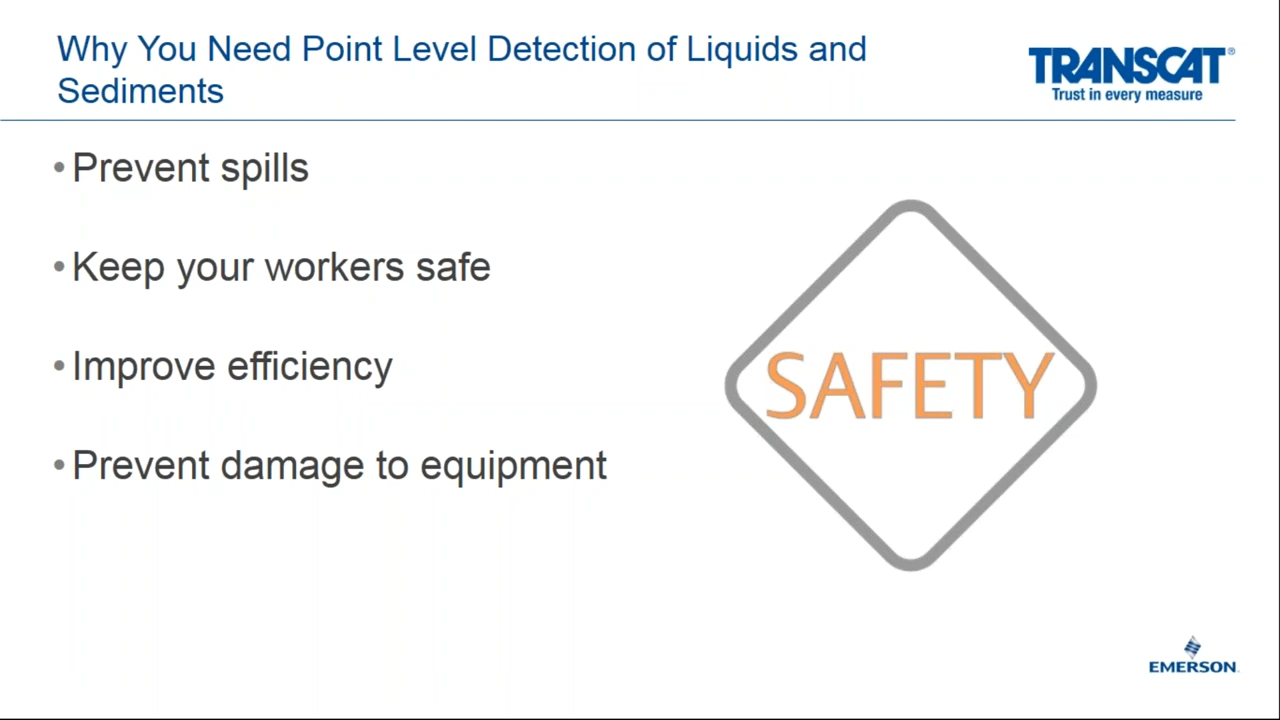 Why You Need Point Level Detection of Liquids and
Sediments
TRANSCAT®
Trust in every measure
•Prevent spills
•Keep your workers safe
•Improve efficiency
•Prevent damage to equipment
SAFETY
EMERSON